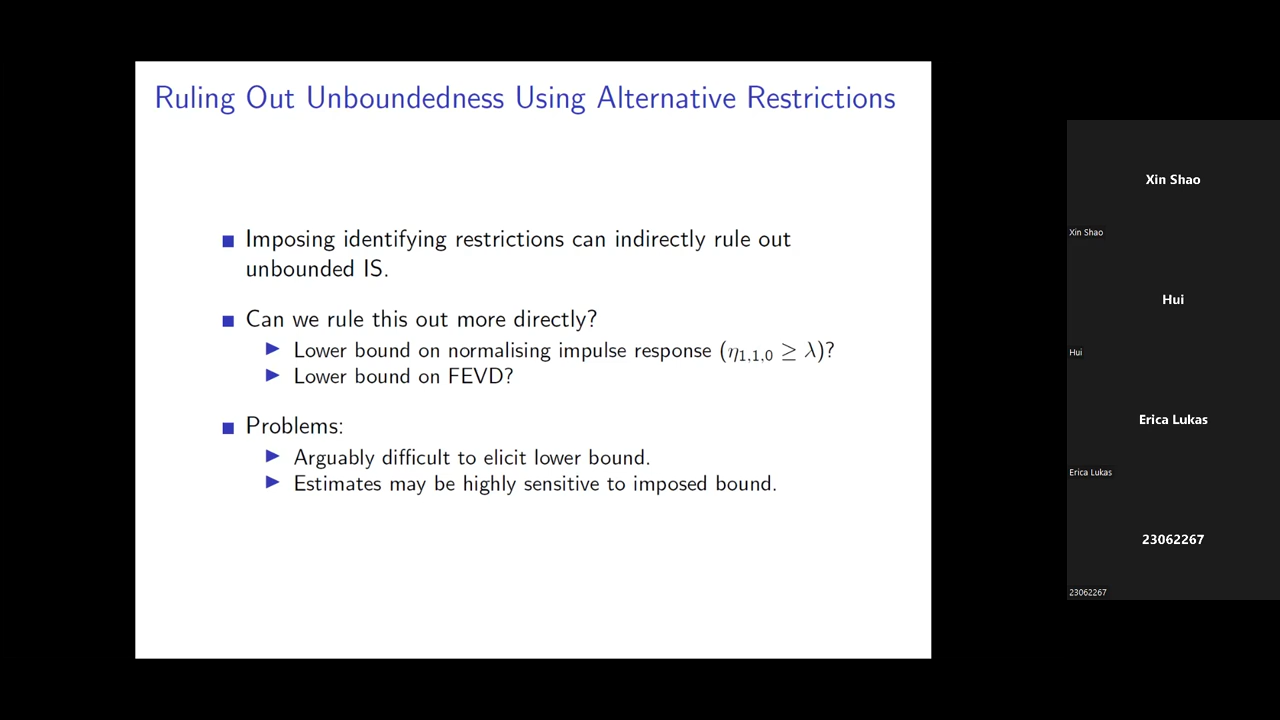 Ruling Out Unboundedness Using Alternative Restrictions
Imposing identifying restrictions can indirectly rule out
unbounded IS.
Can we rule this out more directly?
Lower bound on normalising impulse response (η1,1,0 ≥ λ)?
Lower bound on FEVD?
Problems:
Arguably difficult to elicit lower bound.
Estimates may be highly sensitive to imposed bound.
Xin Shao
Xin Shao
Hui
Hui
Erica Lukas
Erica Lukas
23062267
23062267